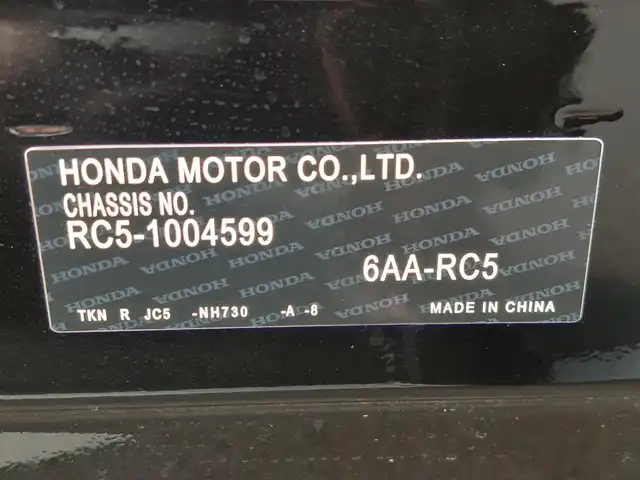 HONDA MOTOR CO.,LTD.
CHASSIS NO.
RC5-1004599
6AA-RC5
TKN R JC5 -NH730 -A -8 MADE IN CHINA